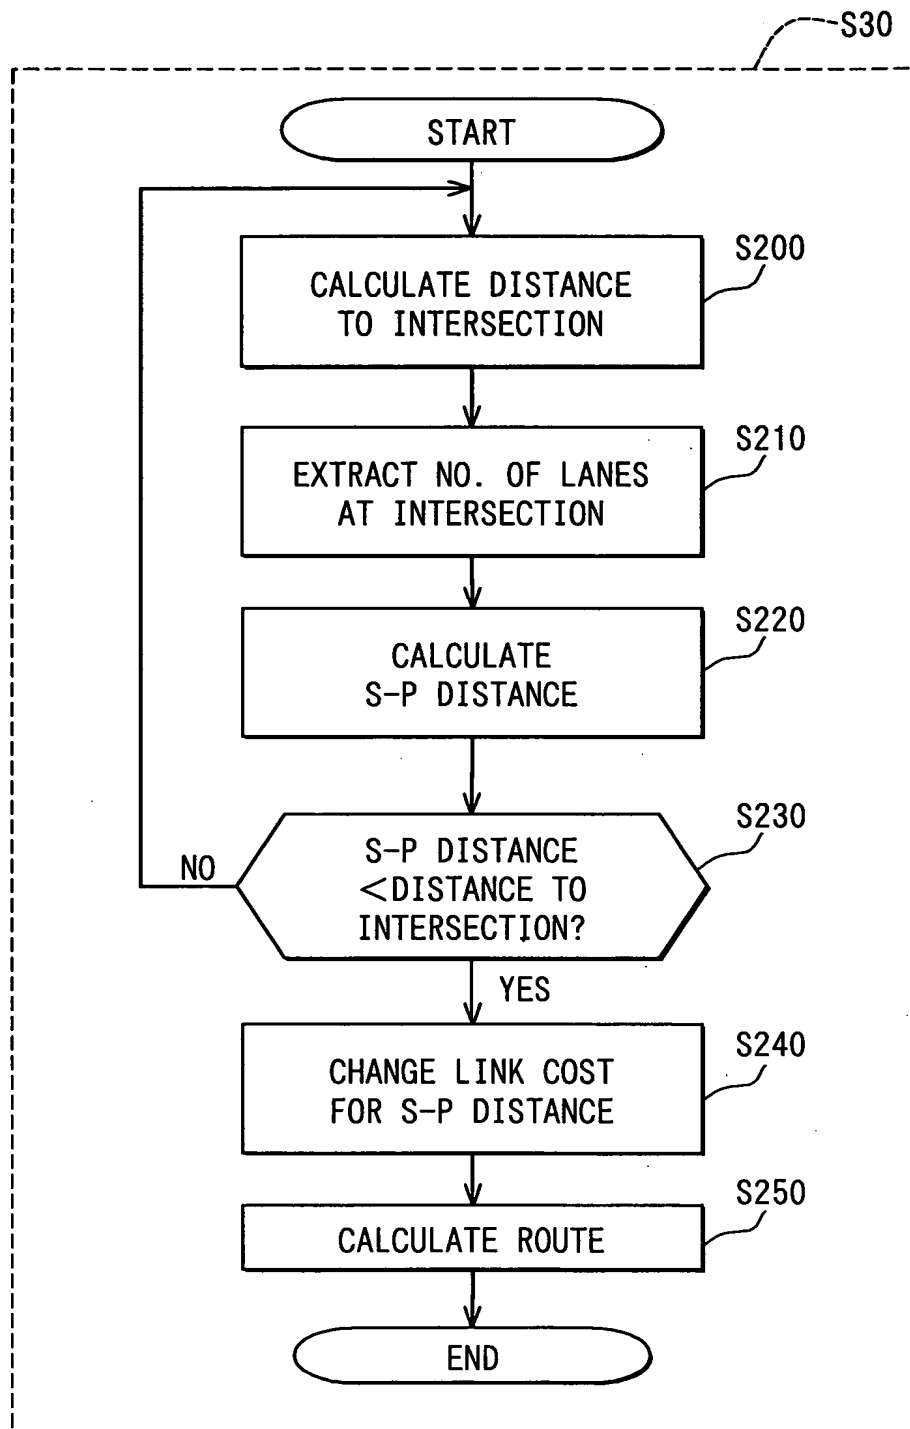 S30
START
S200
CALCULATE DISTANCE
TO INTERSECTION
S210
EXTRACT NO. OF LANES
AT INTERSECTION
S220
CALCULATE
S-P DISTANCE
S230
S-P DISTANCE
<DISTANCE TO
INTERSECTION?
NO
YES
S240
CHANGE LINK COST
FOR S-P DISTANCE
S250
CALCULATE ROUTE
END